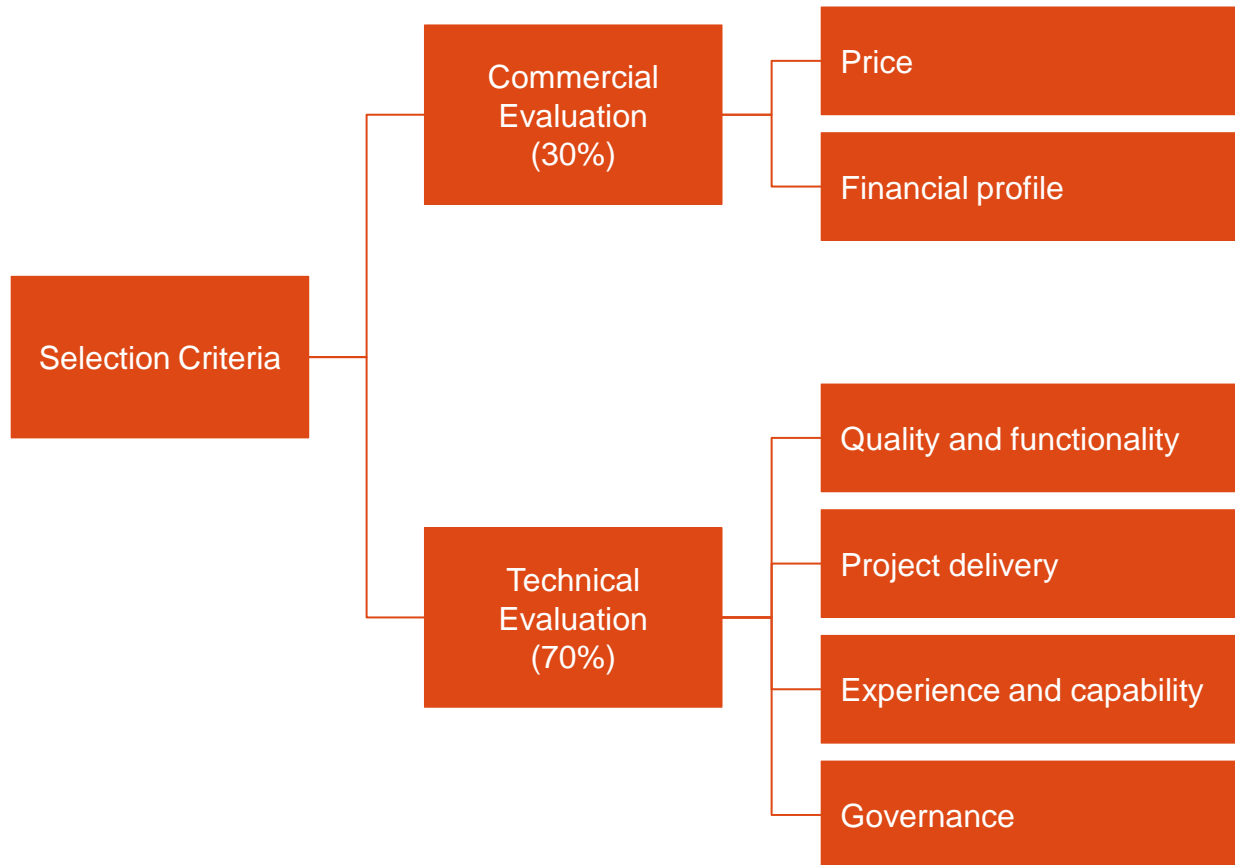 Selection Criteria
Commercial
Evaluation
(30%)
Price
Financial profile
Technical
Evaluation
(70%)
Quality and functionality
Project delivery
Experience and capability
Governance